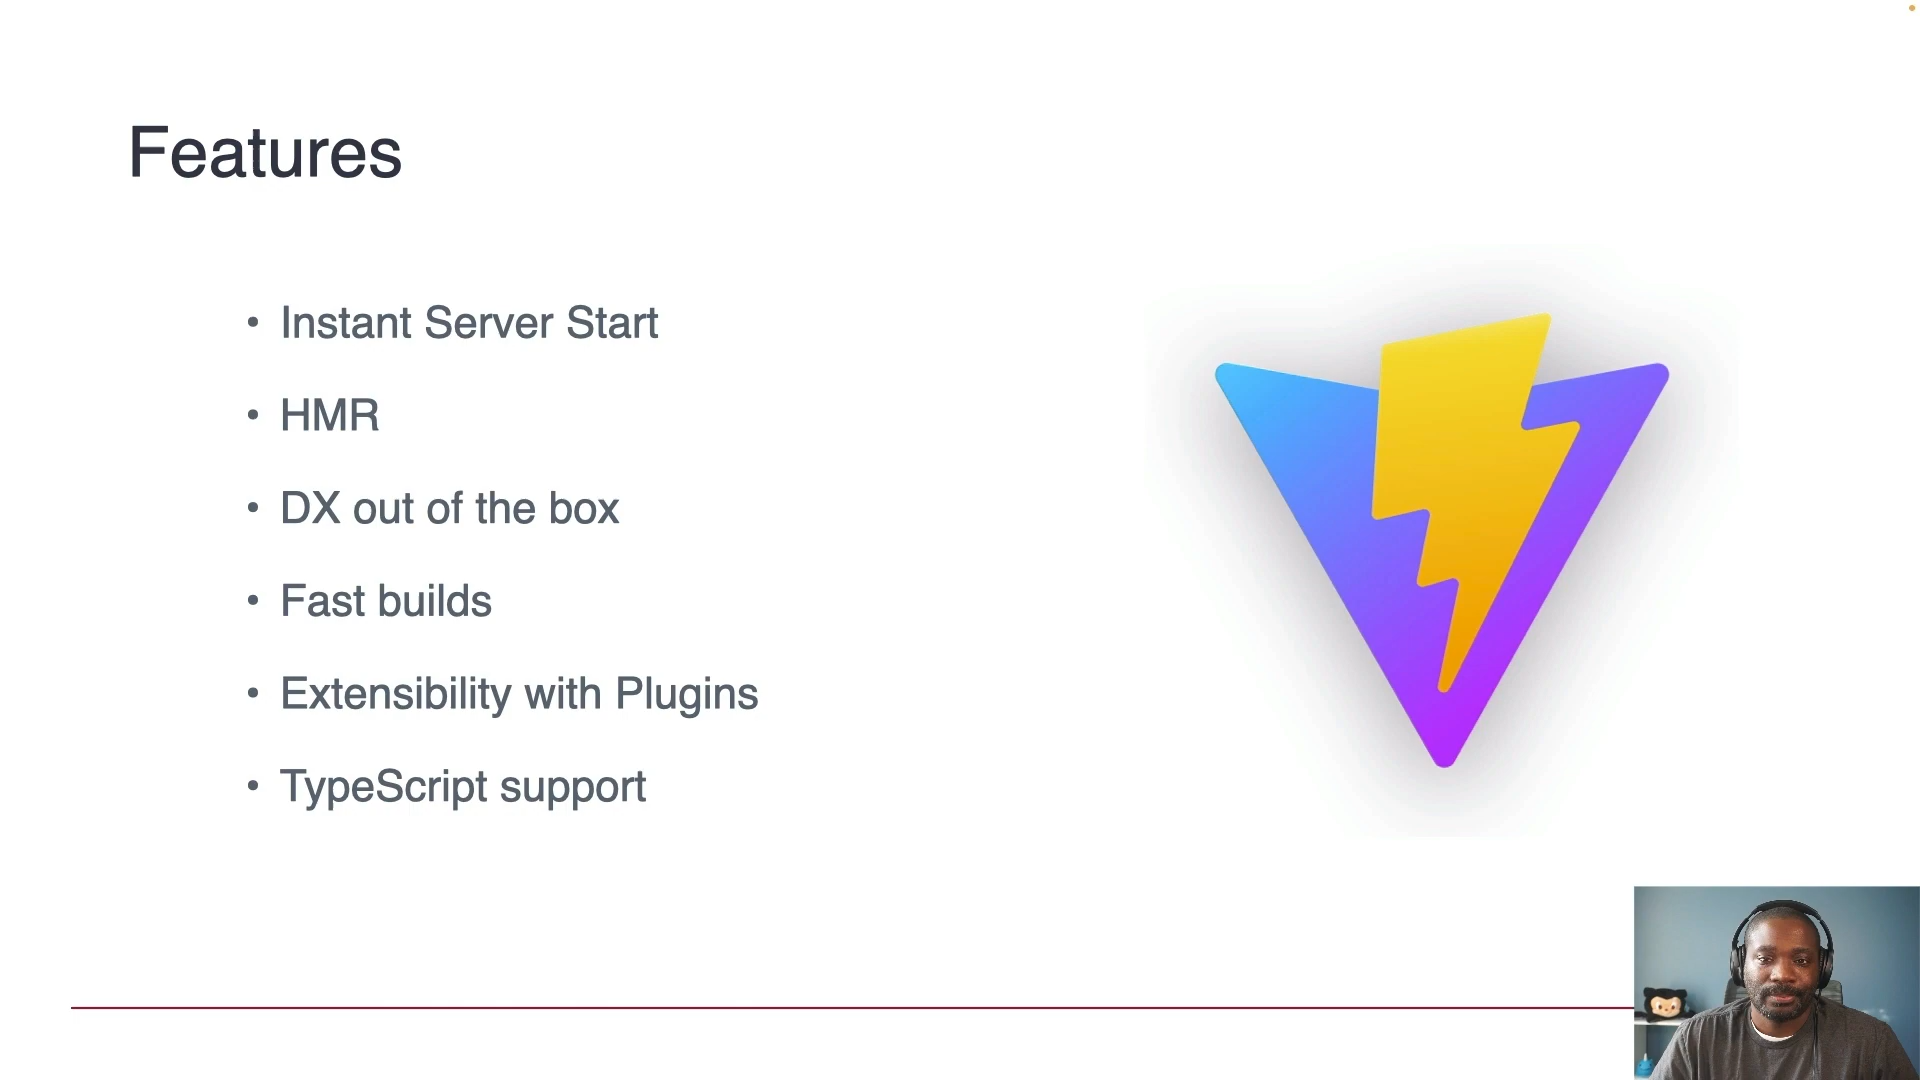 Features
• Instant Server Start
• HMR
• DX out of the box
• Fast builds
• Extensibility with Plugins
• TypeScript support